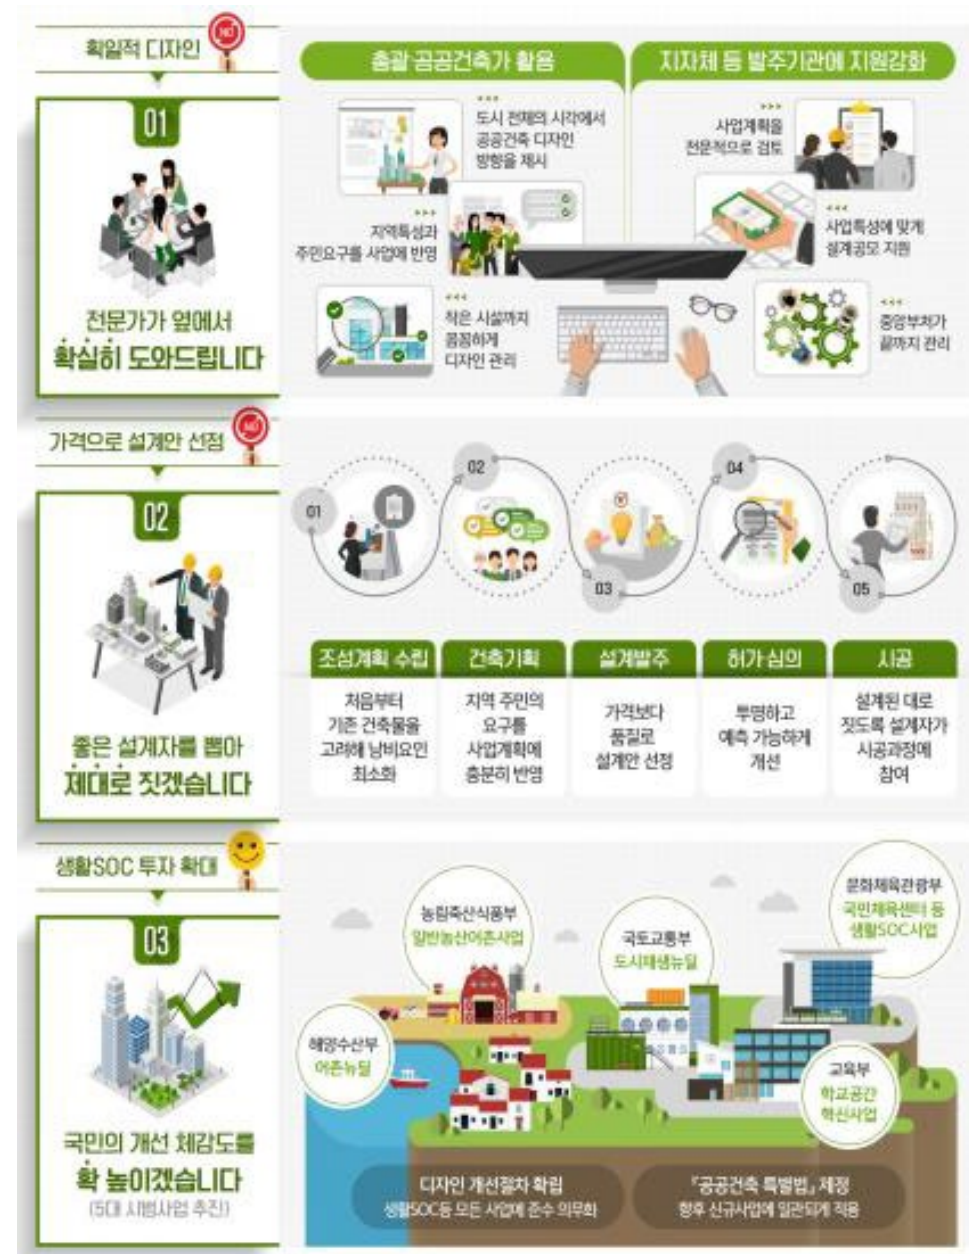 획일적 디자인
NO
01
전문가가 옆에서
확실히 도와드립니다
총괄·공공건축가 활용
도시 전체의 시각에서
공공건축 디자인
방향을 제시
지역특성과
주민요구를 사업에 반영
작은 시설까지
꼼꼼하게
디자인 관리
지자체 등 발주기관에 지원강화
사업계획을
전문적으로 검토
사업특성에 맞게
설계공모 지원
중앙부처가
끝까지 관리
가격으로 설계안 선정
NO
02
좋은 설계자를 뽑아
제대로 짓겠습니다
01
02
03
04
05
조성계획 수립
처음부터
기존 건축물을
고려해 낭비요인
최소화
건축기획
지역 주민의
요구를
사업계획에
충분히 반영
설계발주
가격보다
품질로
설계안 선정
허가·심의
투명하고
예측 가능하게
개선
시공
설계된 대로
짓도록 설계자가
시공과정에
참여
생활SOC 투자 확대
03
국민의 개선 체감도를
확 높이겠습니다
(5대 시범사업 추진)
농림축산식품부
일반농산어촌사업
국토교통부
도시재생뉴딜
문화체육관광부
국민체육센터 등
생활SOC사업
해양수산부
어촌뉴딜
교육부
학교공간
혁신사업
디자인 개선절차 확립
생활SOC등 모든 사업에 준수 의무화
『공공건축 특별법』 제정
향후 신규사업에 일관되게 적용